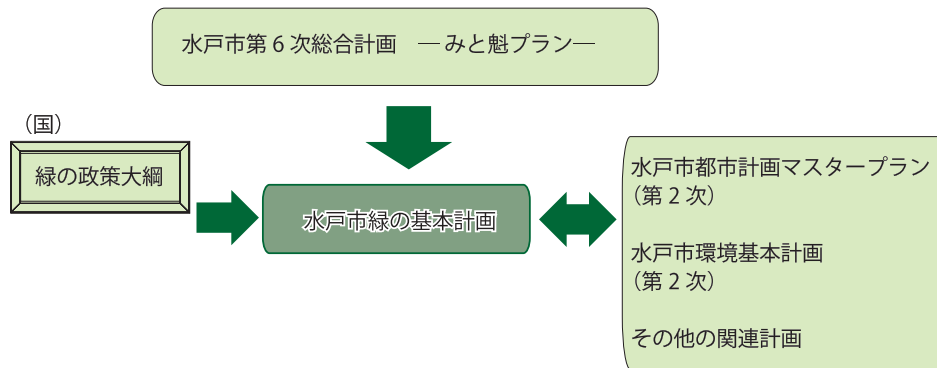 水戸市第6次総合計画　―みと魁プラン―
（国）
緑の政策大綱
水戸市緑の基本計画
水戸市都市計画マスタープラン
（第2次）
水戸市環境基本計画
（第2次）
その他の関連計画